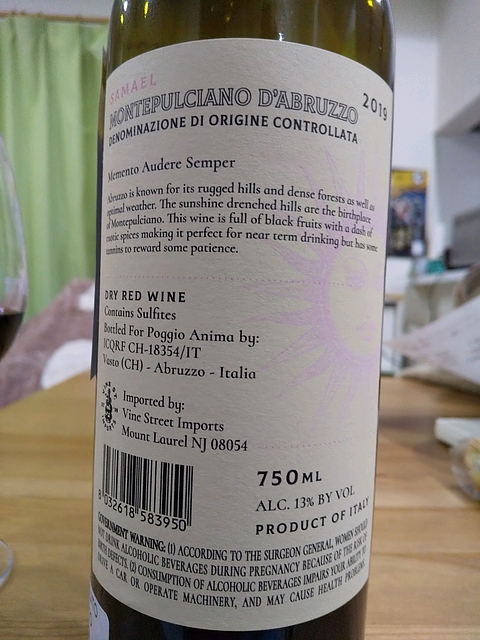 SAMAEL
MONTEPULCIANO D'ABRUZZO
2019
DENOMINAZIONE DI ORIGINE CONTROLLATA
Memento Audere Semper
Abruzzo is known for its rugged hills and dense forests as well as
optimal weather. The sunshine drenched hills are the birthplace
of Montepulciano. This wine is full of black fruits with a dash of
exotic spices making it perfect for near term drinking but has some
tannins to reward some patience.
DRY RED WINE
Contains Sulfites
Bottled For Poggio Anima by:
ICQRF CH-18354/IT
Vasto (CH) - Abruzzo - Italia
Imported by:
Vine Street Imports
Mount Laurel NJ 08054
8 032618 583950
750ML
ALC. 13% BY VOL
PRODUCT OF ITALY
GOVERNMENT WARNING: (1) ACCORDING TO THE SURGEON GENERAL, WOMEN SHOULD
NOT DRINK ALCOHOLIC BEVERAGES DURING PREGNANCY BECAUSE OF THE RISK OF
BIRTH DEFECTS. (2) CONSUMPTION OF ALCOHOLIC BEVERAGES IMPAIRS YOUR ABILITY TO
DRIVE A CAR OR OPERATE MACHINERY, AND MAY CAUSE HEALTH PROBLEMS.